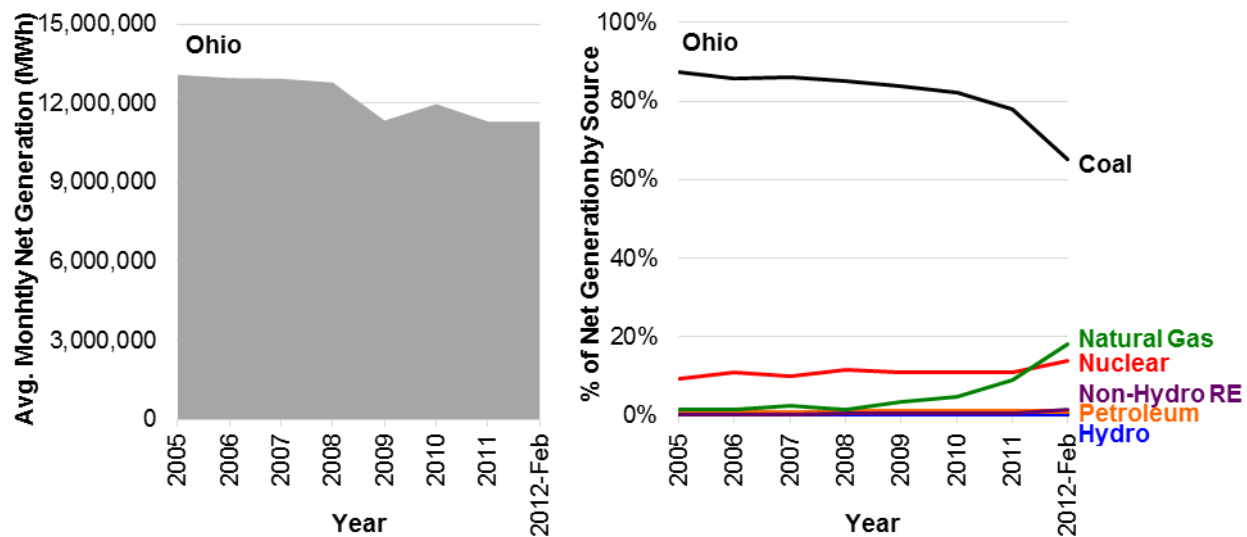 Avg. Monhtly Net Generation (MWh)
15,000,000
12,000,000
9,000,000
6,000,000
3,000,000
0
Ohio
2005
2006
2007
2008
2009
2010
2011
2012-Feb
Year
% of Net Generation by Source
100%
80%
60%
40%
20%
0%
Ohio
Coal
Natural Gas
Nuclear
Non-Hydro RE
Petroleum
Hydro
2005
2006
2007
2008
2009
2010
2011
2012-Feb
Year